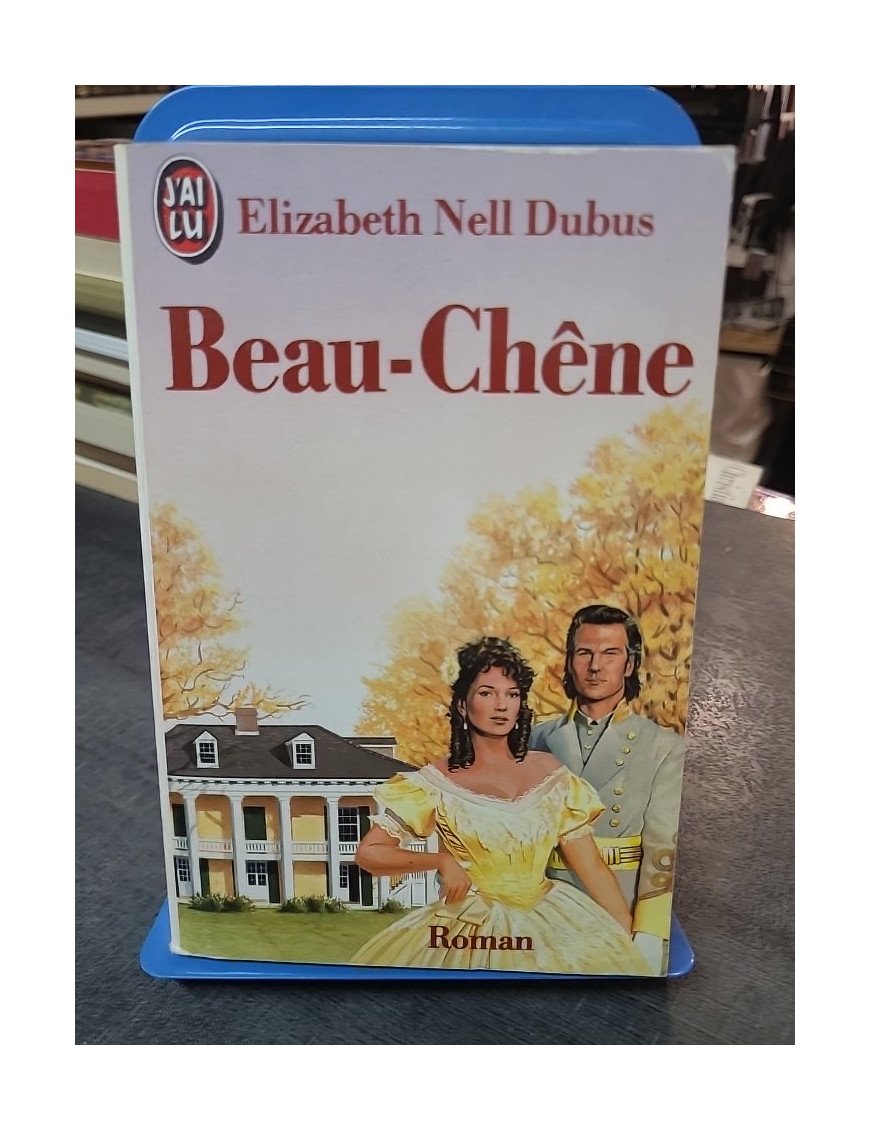 J'AI
LU
Elizabeth Nell Dubus
Beau-Chêne
Roman